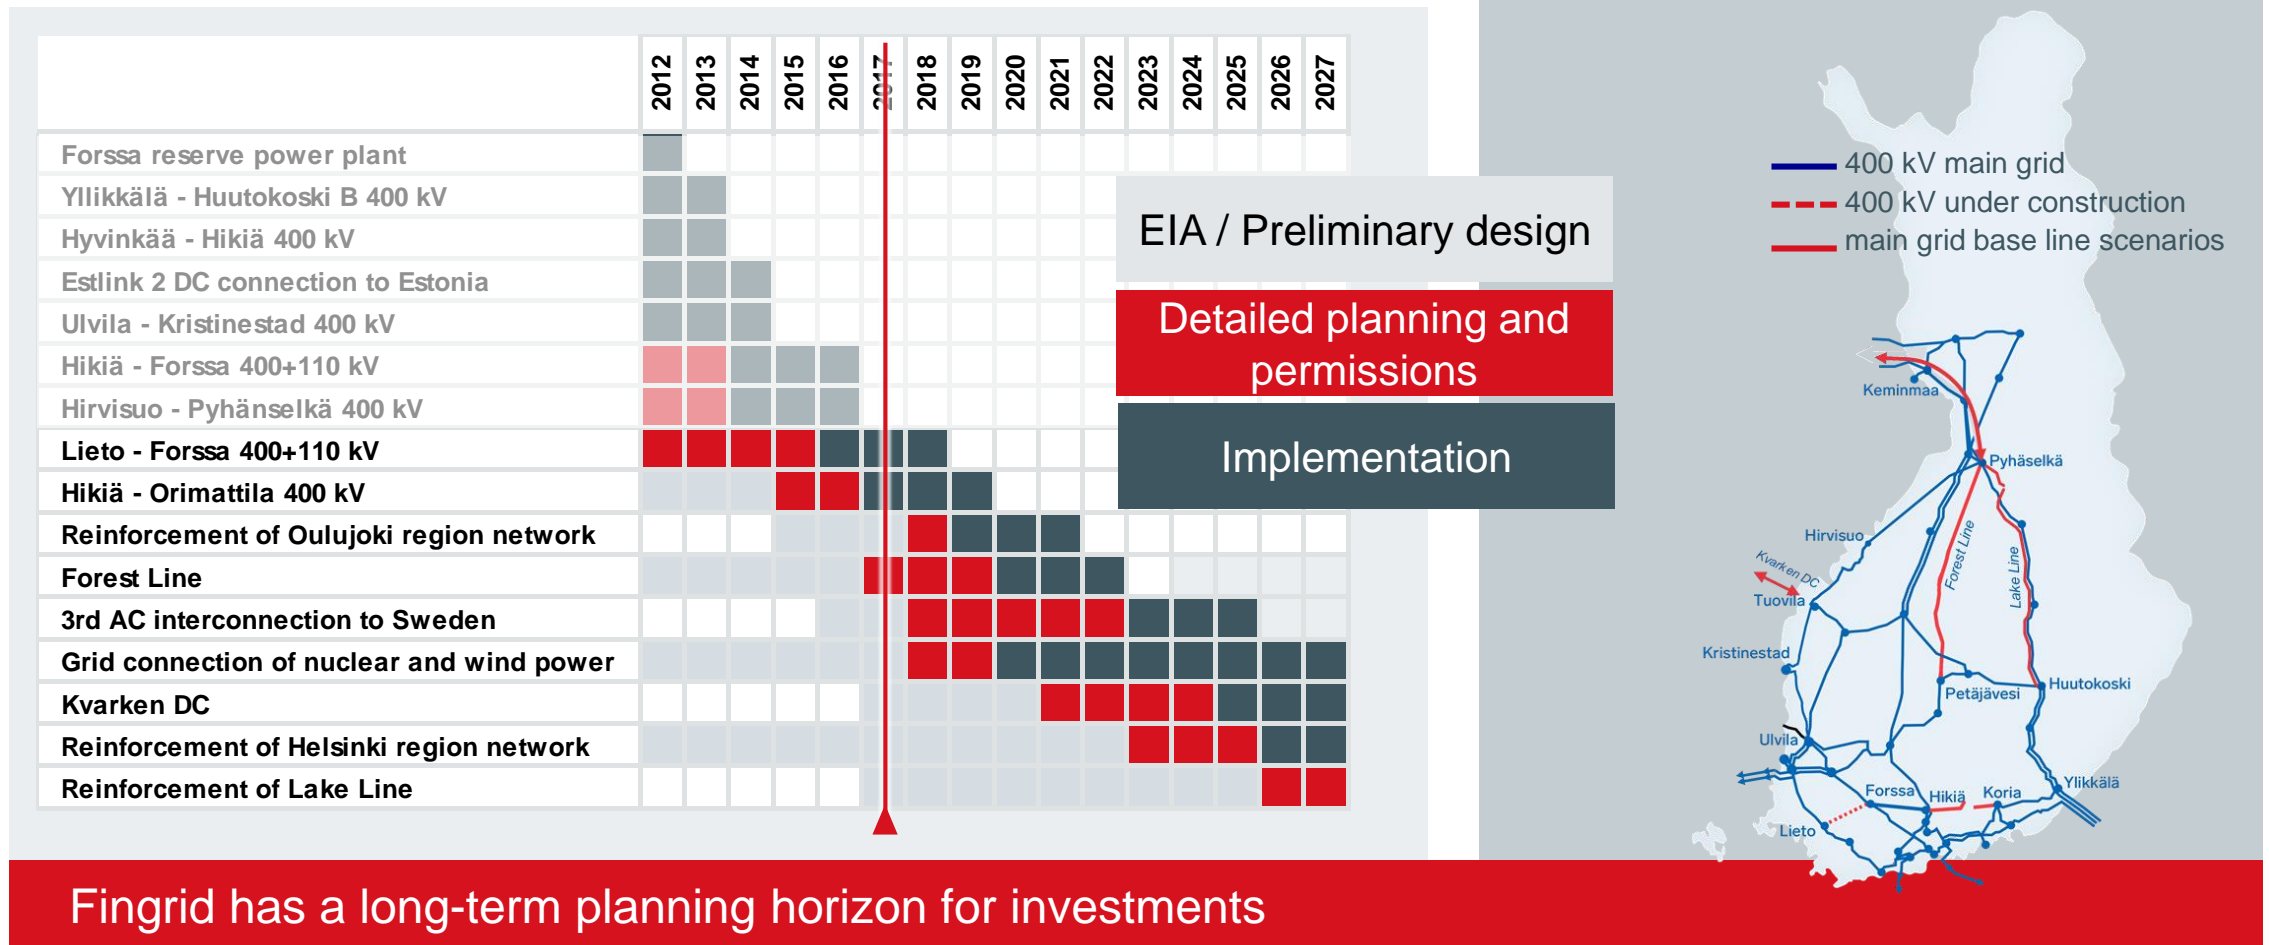 2012 2013 2014 2015 2016 2017 2018 2019 2020 2021 2022 2023 2024 2025 2026 2027
Forssa reserve power plant
Yllikkälä - Huutokoski B 400 kV
Hyvinkää - Hikiä 400 kV
Estlink 2 DC connection to Estonia
Ulvila - Kristinestad 400 kV
Hikiä - Forssa 400+110 kV
Hirvisuo - Pyhänselkä 400 kV
Lieto - Forssa 400+110 kV
Hikiä - Orimattila 400 kV
Reinforcement of Oulujoki region network
Forest Line
3rd AC interconnection to Sweden
Grid connection of nuclear and wind power
Kvarken DC
Reinforcement of Helsinki region network
Reinforcement of Lake Line
EIA / Preliminary design
Detailed planning and
permissions
Implementation
400 kV main grid
400 kV under construction
main grid base line scenarios
Keminmaa
Pyhäselkä
Hirvisuo
Forest Line
Lake Line
Kvarken DC
Tuovila
Kristinestad
Petäjävesi
Huutokoski
Ulvila
Ylikkälä
Forssa
Hikiä
Koria
Lieto
Fingrid has a long-term planning horizon for investments